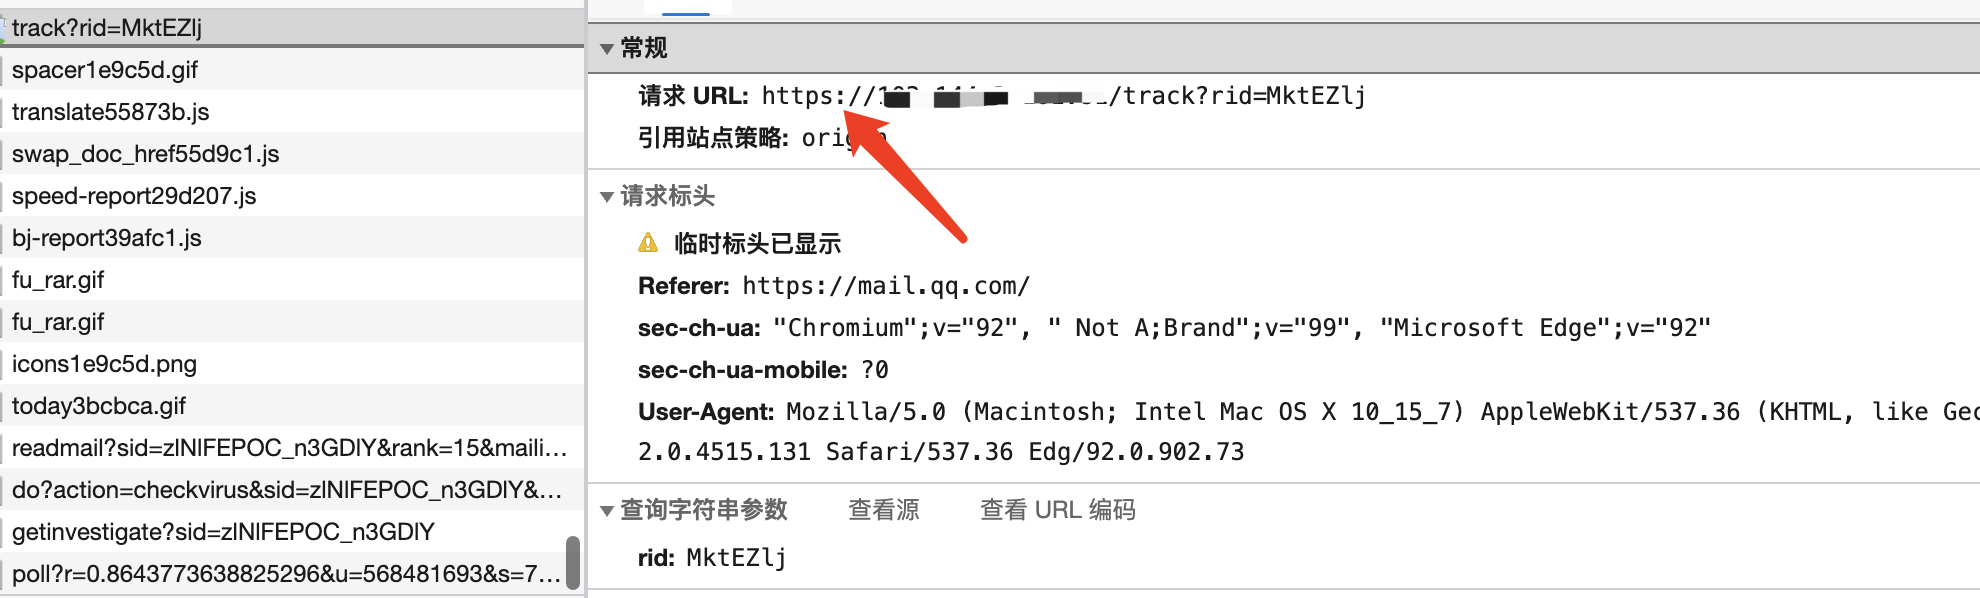 track?rid=MktEZlj
spacer1e9c5d.gif
translate55873b.js
swap_doc_href55d9c1.js
speed-report29d207.js
bj-report39afc1.js
fu_rar.gif
fu_rar.gif
icons1e9c5d.png
today3bcbca.gif
readmail?sid=zlNlFEPOC_n3GDlY&rank=15&maili...
do?action=checkvirus&sid=zlNlFEPOC_n3GDlY&...
getinvestigate?sid=zlNlFEPOC_n3GDlY
poll?r=0.8643773638825296&u=568481693&s=7...
常规
请求 URL: https:// /track?rid=MktEZlj
引用站点策略: origin
请求标头
临时标头已显示
Referer: https://mail.qq.com/
sec-ch-ua: "Chromium";v="92", " Not A;Brand";v="99", "Microsoft Edge";v="92"
sec-ch-ua-mobile: ?0
User-Agent: Mozilla/5.0 (Macintosh; Intel Mac OS X 10_15_7) AppleWebKit/537.36 (KHTML, like Gec
2.0.4515.131 Safari/537.36 Edg/92.0.902.73
查询字符串参数 查看源 查看 URL 编码
rid: MktEZlj